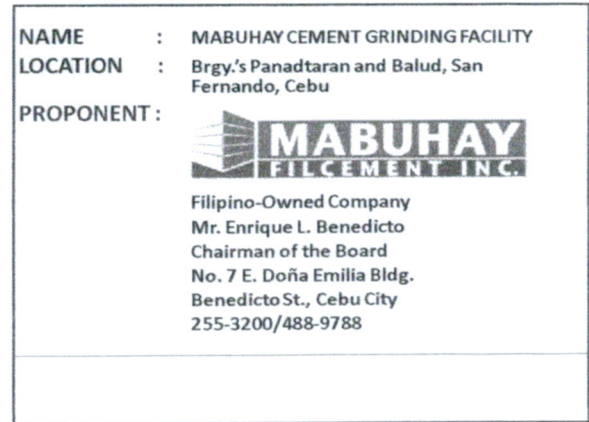 NAME : MABUHAY CEMENT GRINDING FACILITY
LOCATION : Brgy.'s Panadtaran and Balud, San
Fernando, Cebu
PROPONENT :
MABUHAY
FILCEMENT INC.
Filipino-Owned Company
Mr. Enrique L. Benedicto
Chairman of the Board
No. 7 E. Doña Emilia Bldg.
Benedicto St., Cebu City
255-3200/488-9788